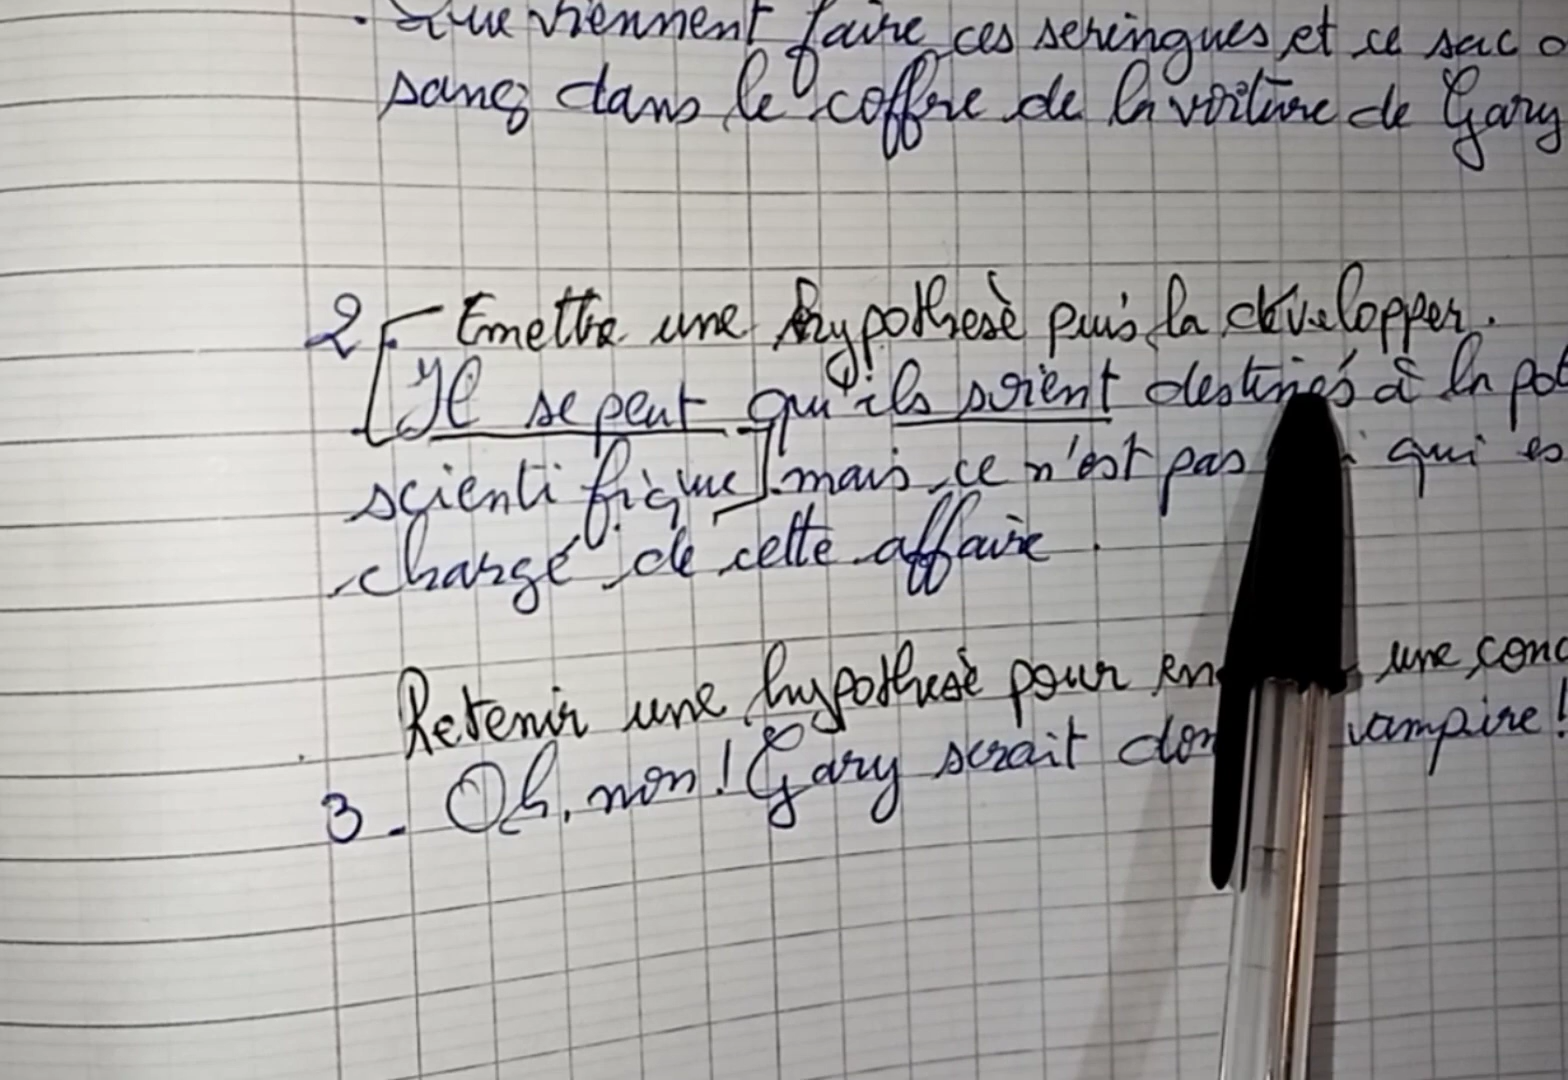 . Que viennent faire ces seringues et ce sac
sang dans le coffre de la voiture de Gary
2 - Emettre une hypothèse puis la développer.
Il se peut qu'ils soient destinés à la
scientifique mais ce n'est pas qui
chargé de cette affaire.
Retenir une hypothèse pour une
3. Oh, non ! Gary serait vampire !